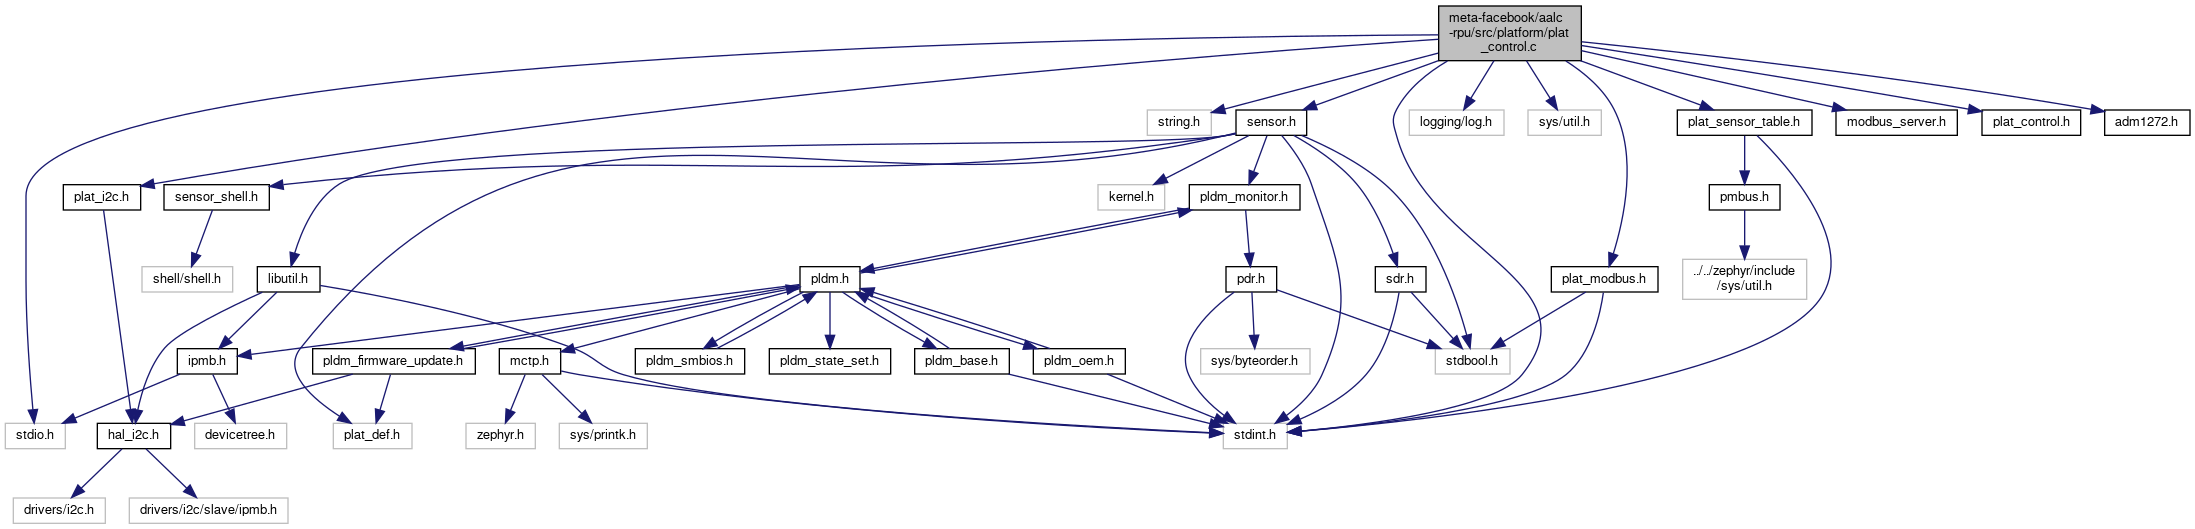 meta-facebook/aalc
-rpu/src/platform/plat
_control.c
string.h
sensor.h
logging/log.h
sys/util.h
plat_sensor_table.h
modbus_server.h
plat_control.h
adm1272.h
plat_i2c.h
sensor_shell.h
kernel.h
pldm_monitor.h
pmbus.h
shell/shell.h
libutil.h
pldm.h
pdr.h
sdr.h
plat_modbus.h
../../zephyr/include
/sys/util.h
ipmb.h
pldm_firmware_update.h
mctp.h
pldm_smbios.h
pldm_state_set.h
pldm_base.h
pldm_oem.h
sys/byteorder.h
stdbool.h
stdio.h
hal_i2c.h
devicetree.h
plat_def.h
zephyr.h
sys/printk.h
stdint.h
drivers/i2c.h
drivers/i2c/slave/ipmb.h